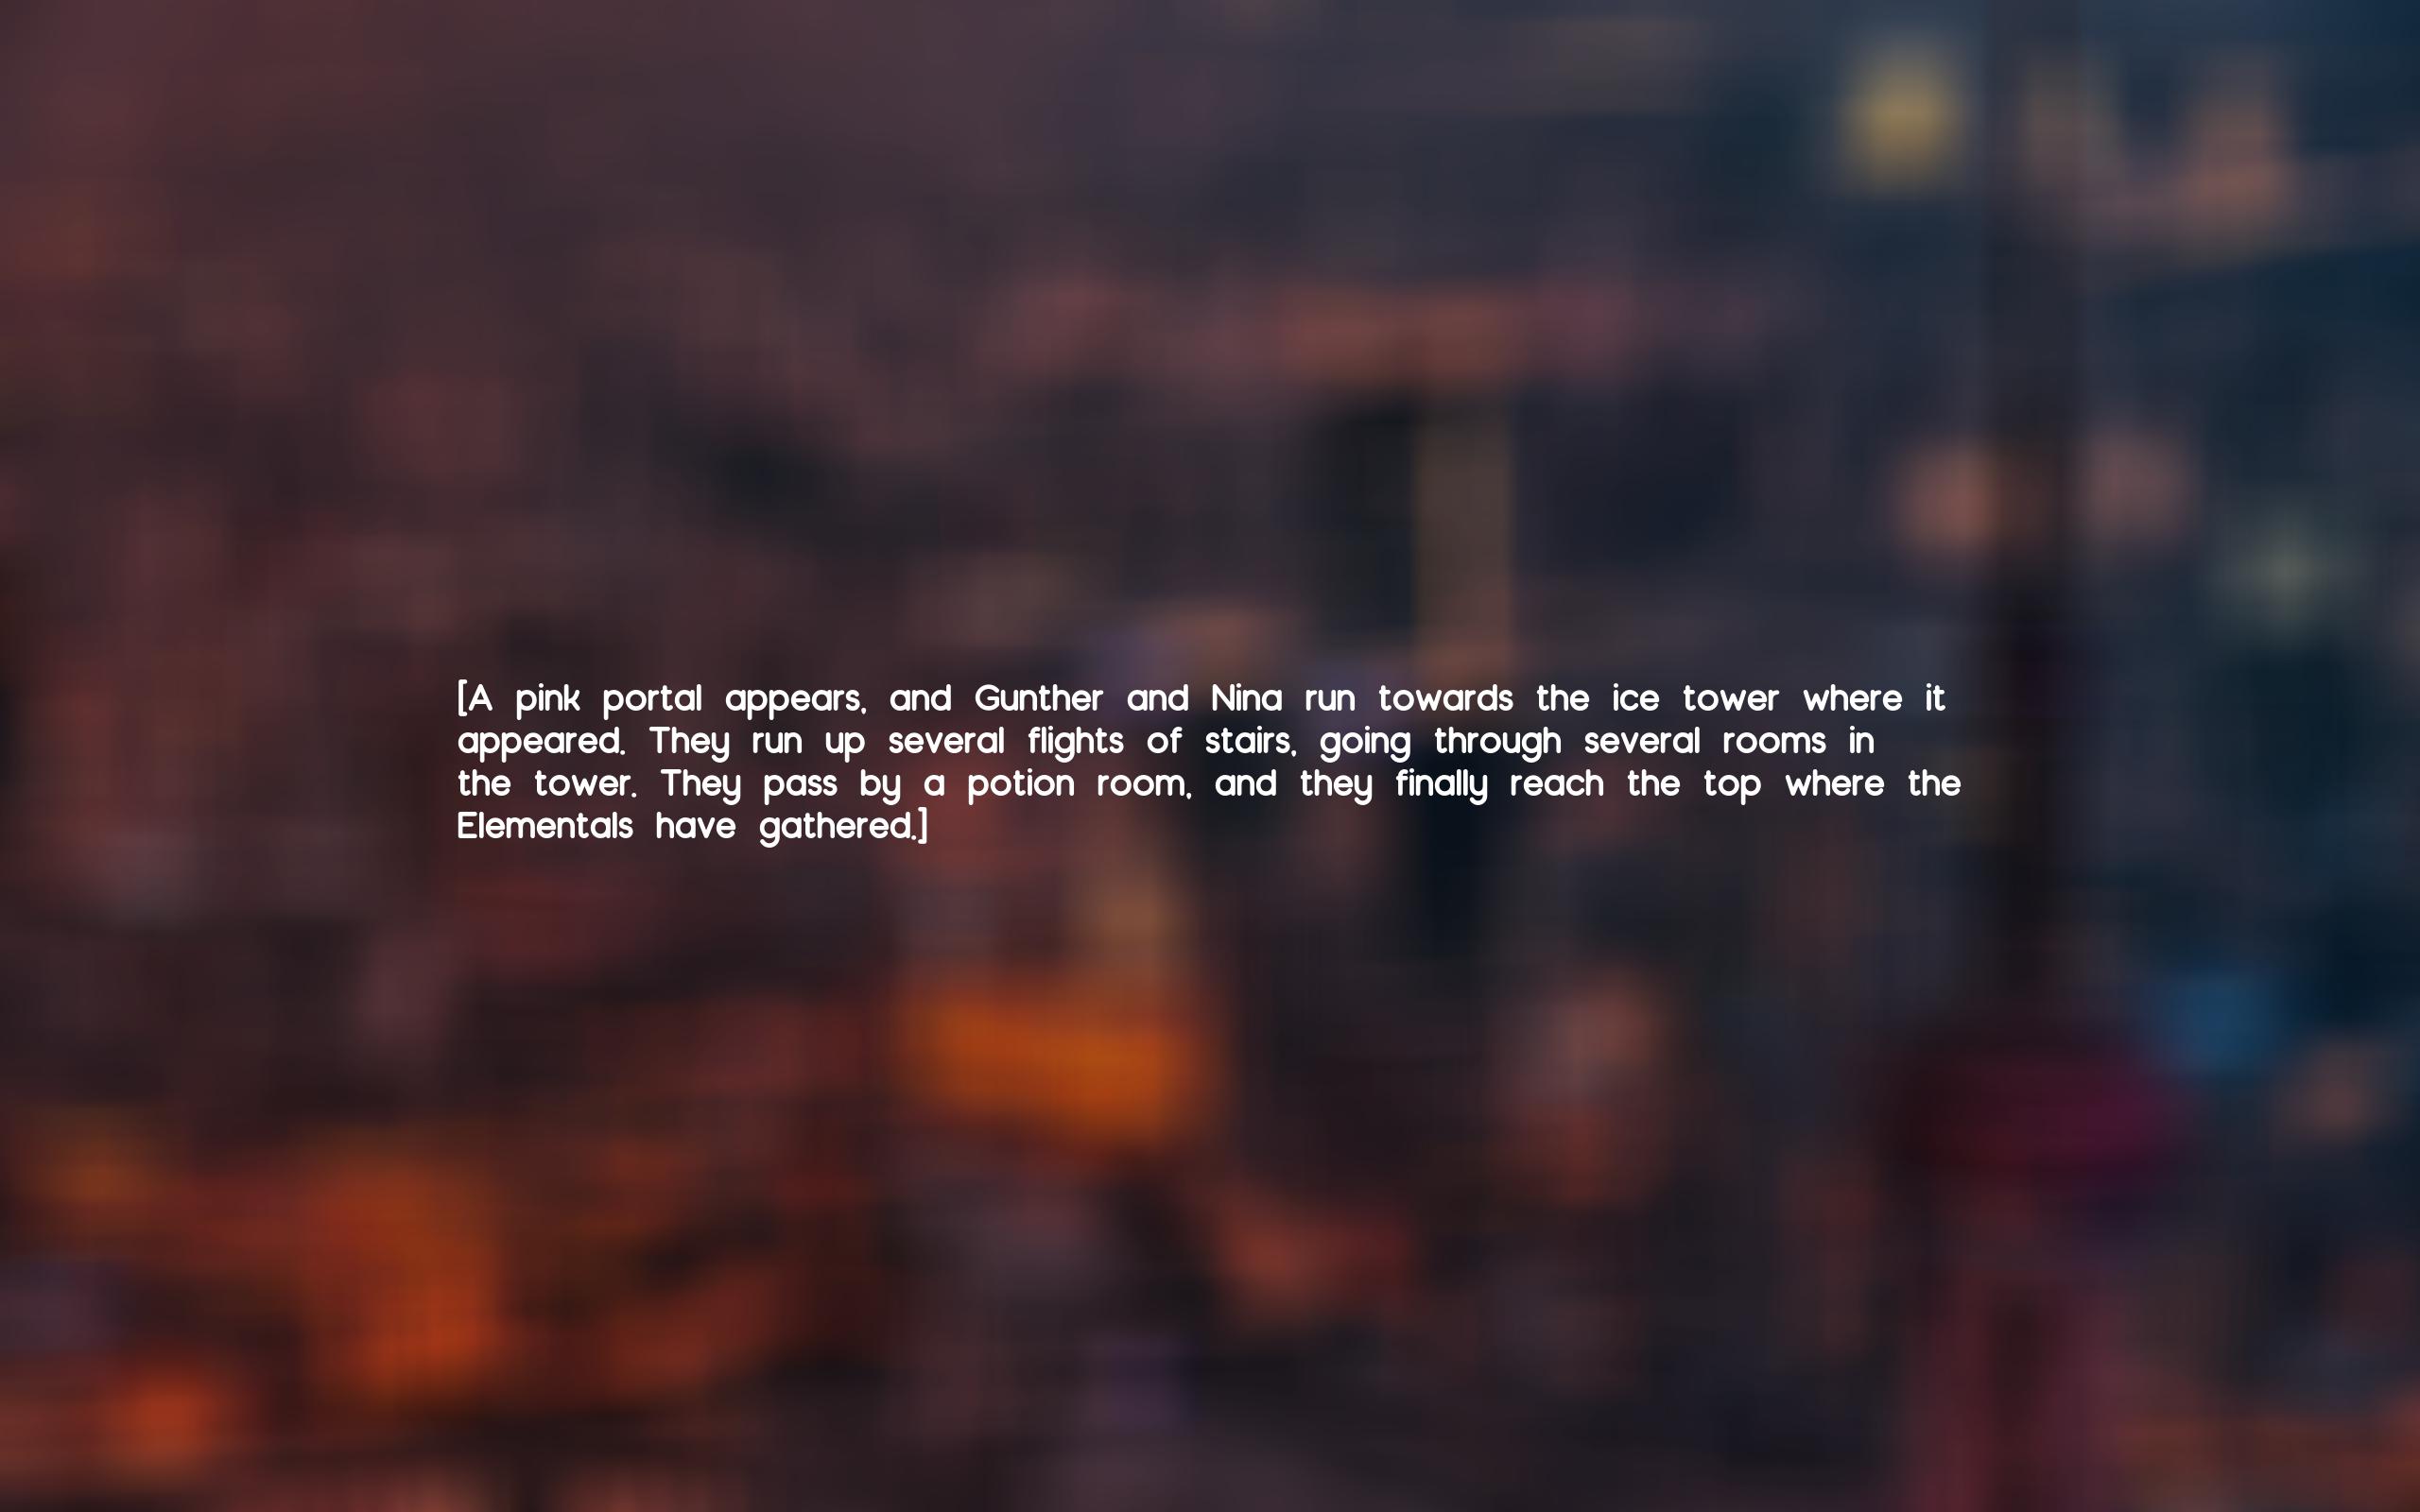 [A pink portal appears, and Gunther and Nina run towards the ice tower where it
appeared. They run up several flights of stairs, going through several rooms in
the tower. They pass by a potion room, and they finally reach the top where the
Elementals have gathered.]